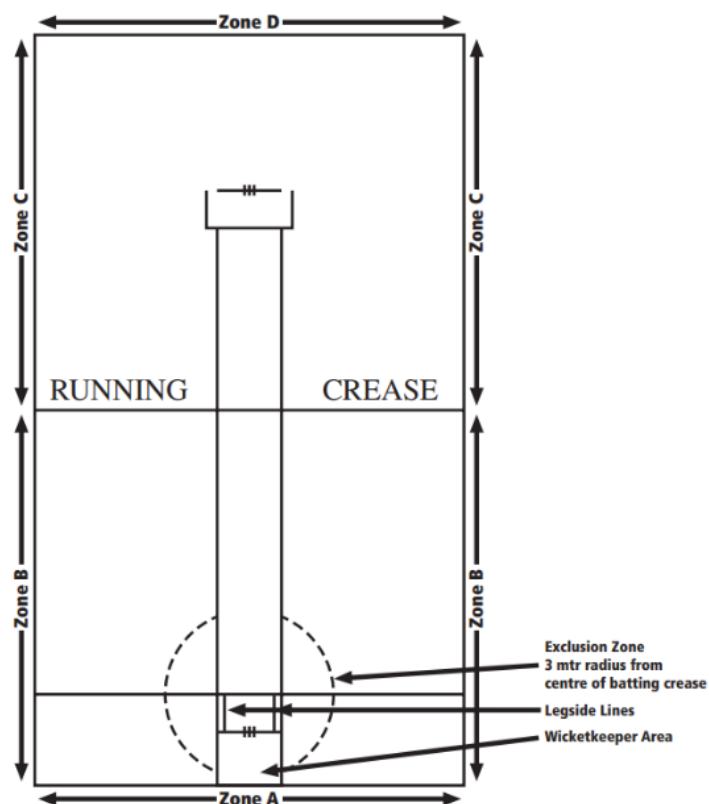 Zone D
Zone C
Zone C
RUNNING CREASE
Zone B
Zone B
Exclusion Zone
3 mtr radius from
centre of batting crease
Legside Lines
Wicketkeeper Area
Zone A